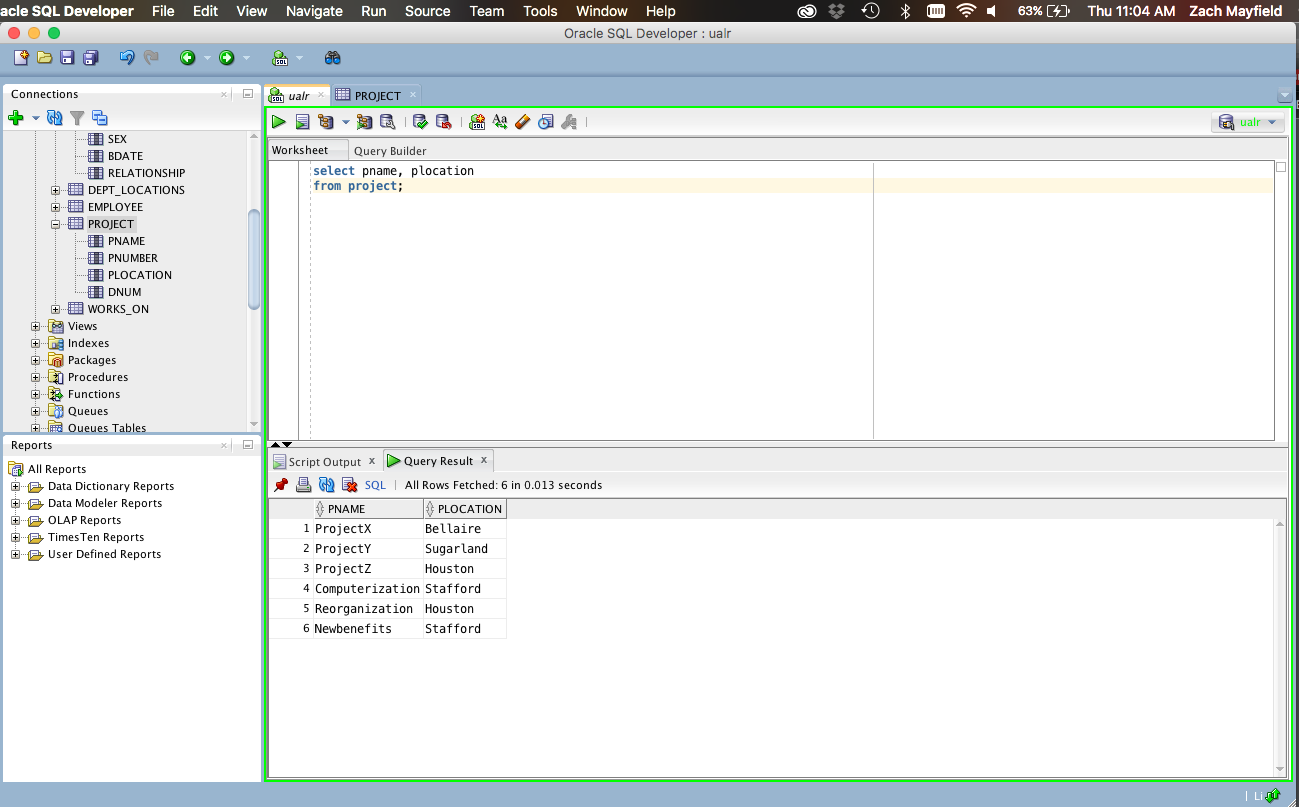 acle SQL Developer File Edit View Navigate Run Source Team Tools Window Help 63% Thu 11:04 AM Zach Mayfield
Oracle SQL Developer : ualr
Connections
SEX
BDATE
RELATIONSHIP
DEPT_LOCATIONS
EMPLOYEE
PROJECT
PNAME
PNUMBER
PLOCATION
DNUM
WORKS_ON
Views
Indexes
Packages
Procedures
Functions
Queues
Queues Tables
Reports
All Reports
Data Dictionary Reports
Data Modeler Reports
OLAP Reports
TimesTen Reports
User Defined Reports
ualr PROJECT
ualr
Worksheet Query Builder
select pname, plocation
from project;
Script Output x Query Result x
SQL | All Rows Fetched: 6 in 0.013 seconds
PNAME PLOCATION
1 ProjectX Bellaire
2 ProjectY Sugarland
3 ProjectZ Houston
4 Computerization Stafford
5 Reorganization Houston
6 Newbenefits Stafford
Li